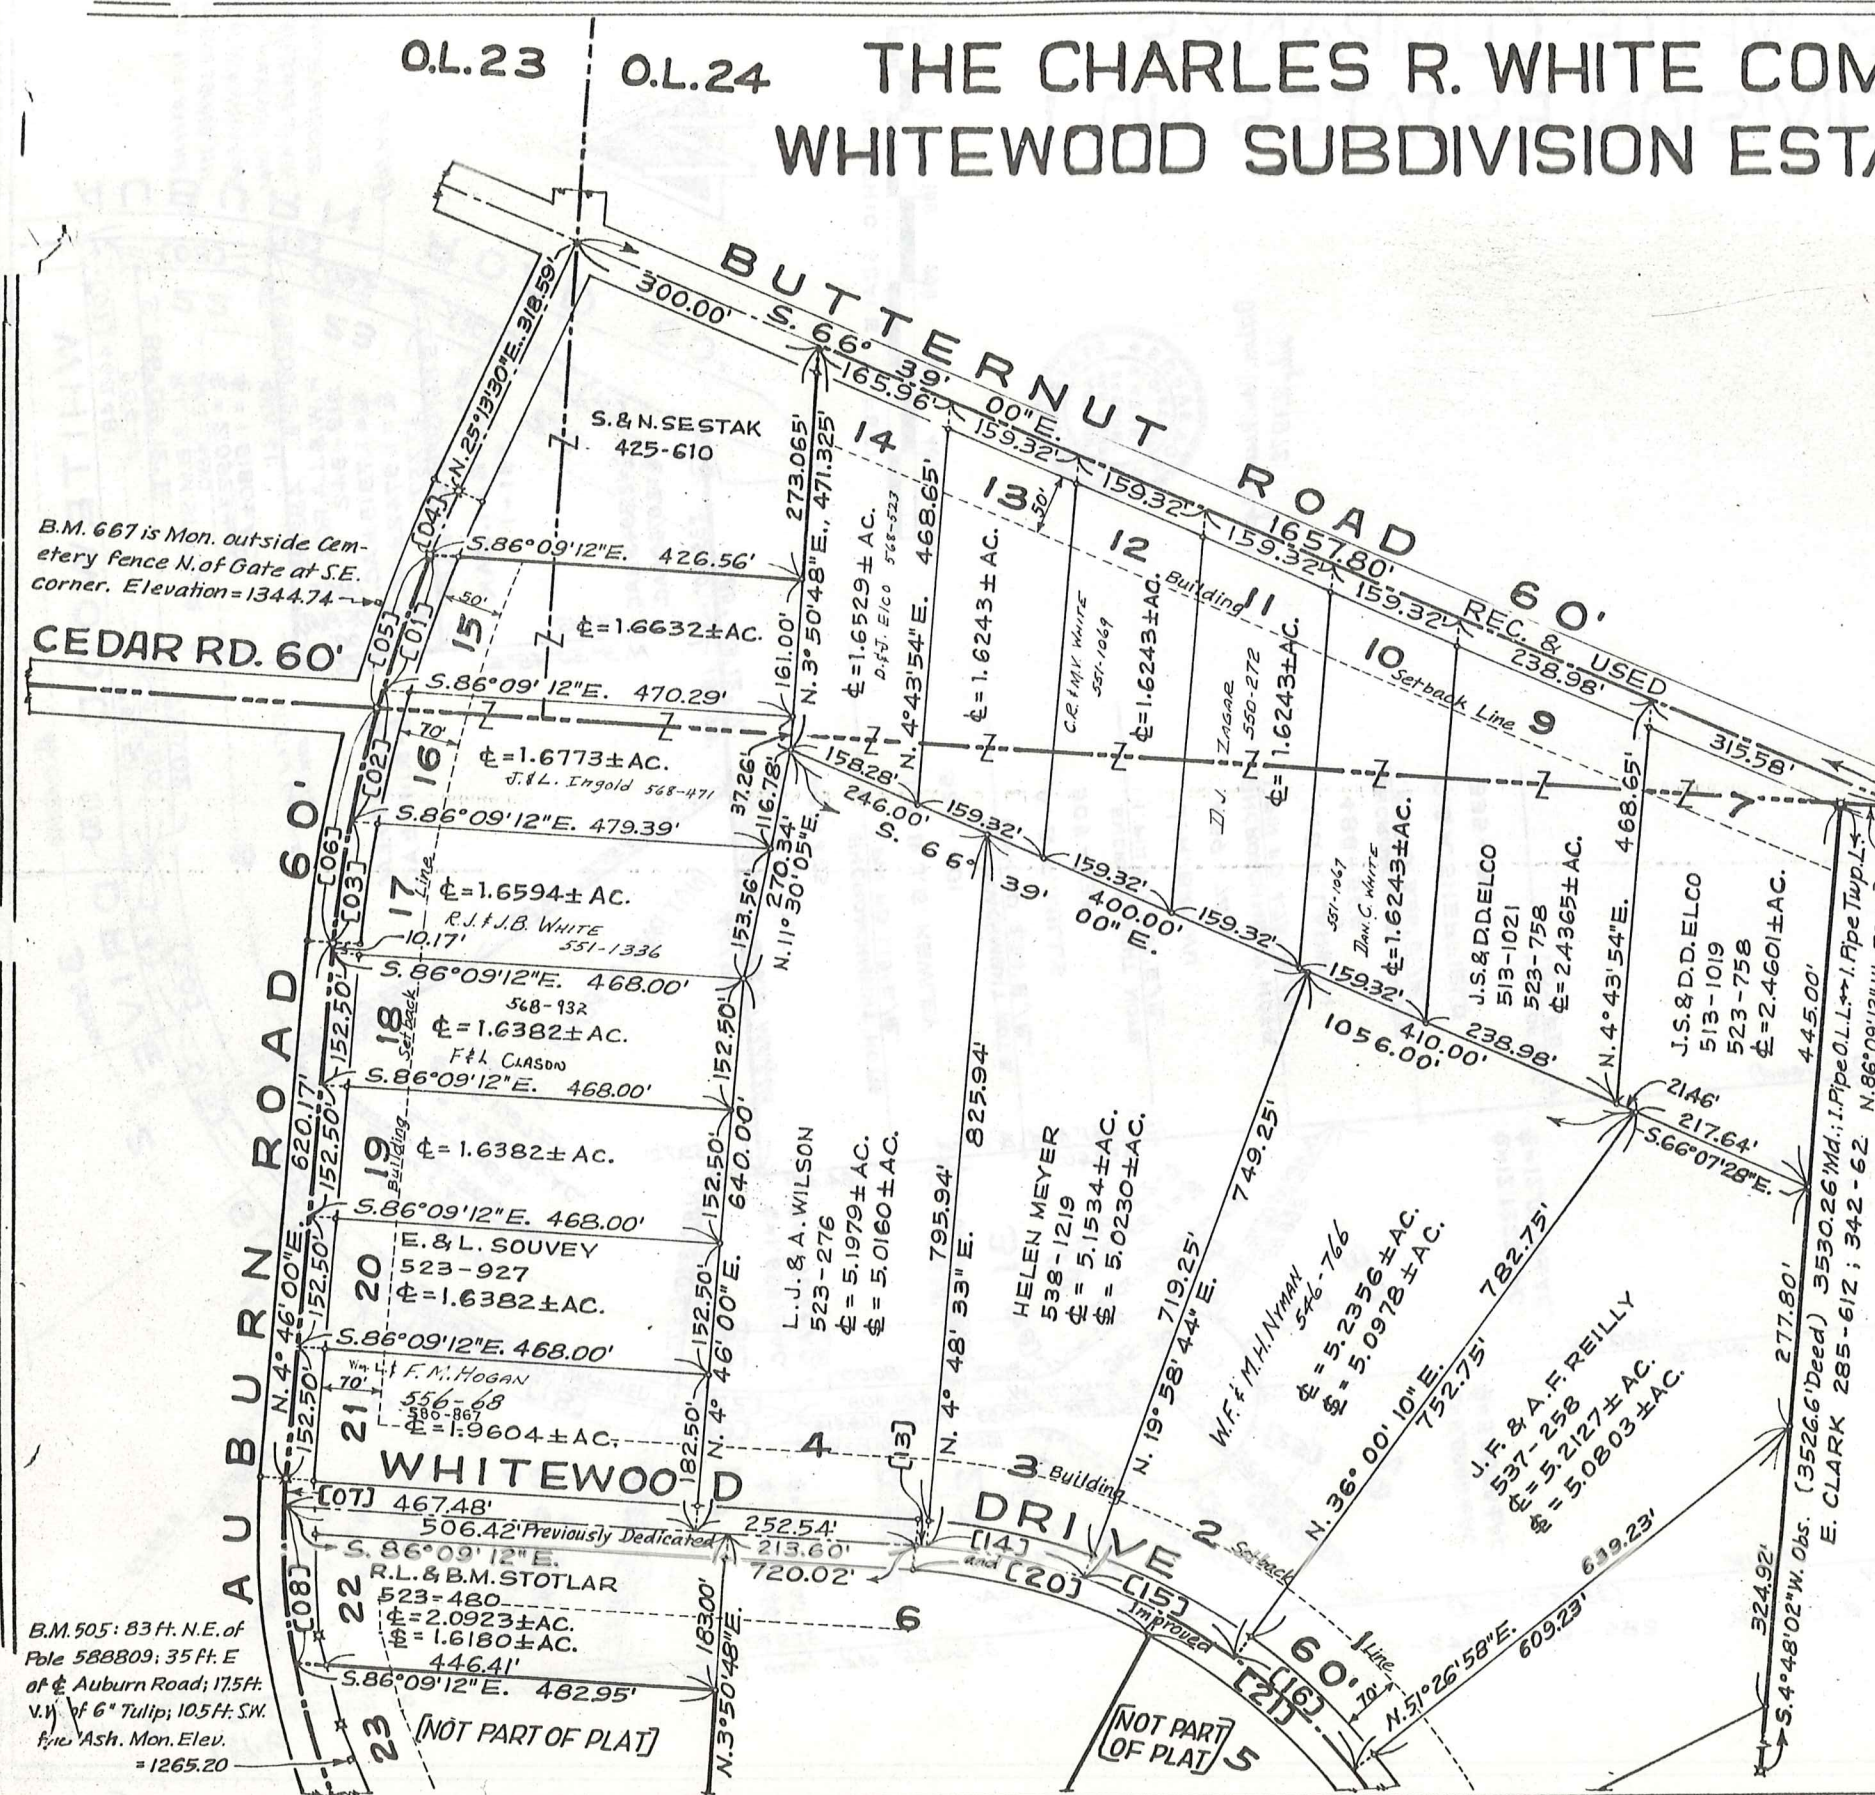 O.L.23
O.L.24
THE CHARLES R. WHITE COM
WHITEWOOD SUBDIVISION ESTA
BUTTERNUT ROAD 60'
REC. & USED
S. 66° 39' 00" E.
1657.80'
300.00'
165.96'
159.32'
159.32'
159.32'
159.32'
238.98'
315.58'
N.25°13'30"E. 318.59'
[04]
[05]
[01]
[02]
[06]
[03]
B.M. 667 is Mon. outside Cem-
etery fence N. of Gate at S.E.
corner. Elevation=1344.74
CEDAR RD. 60'
S.& N. SESTAK
425-610
273.065'
N. 3°50'48"E., 471.325'
161.00'
37.26'
S.86°09'12"E. 426.56'
50'
15
℄=1.6632±AC.
S.86°09'12"E. 470.29'
70'
16
℄=1.6773±AC.
J.&L. Ingold 568-471
116.78'
S.86°09'12"E. 479.39'
17
℄=1.6594±AC.
R.J. & J.B. WHITE
551-1336
153.56'
270.34'
N.11°30'05"E.
10.17'
S.86°09'12"E. 468.00'
152.50'
18
568-932
℄=1.6382±AC.
F&L CLASON
152.50'
S.86°09'12"E. 468.00'
152.50'
19
℄=1.6382±AC.
152.50'
Building Setback Line
S.86°09'12"E. 468.00'
152.50'
20
E. & L. SOUVEY
523-927
℄=1.6382±AC.
152.50'
S.86°09'12"E. 468.00'
152.50'
70'
21
Wm. L. & F. M. HOGAN
556-68
580-867
℄=1.9604±AC.
182.50'
N. 4° 46' 00"E. 640.00'
AUBURN ROAD 60'
N. 4° 46' 00"E. 620.17'
14
℄=1.6529±AC.
D.&J. Elco 568-523
N. 4°43'54"E. 468.65'
13
50'
℄=1.6243±AC.
C.R. & M.V. WHITE
551-1069
12
℄=1.6243±AC.
D.J. ZAGAR
550-272
11
℄=1.6243±AC.
551-1067
DAN. C. WHITE
10
℄=1.6243±AC.
Building Setback Line
9
J.S.& D.D.ELCO
513-1021
523-758
℄=2.4365±AC.
N. 4°43'54"E. 468.65'
7
J.S.& D.D.ELCO
513-1019
523-758
℄=2.4601±AC.
445.00'
158.28'
159.32'
159.32'
159.32'
159.32'
238.98'
246.00'
S. 66° 39' 00" E.
400.00'
410.00'
1056.00'
21.46'
217.64'
S.66°07'28"E.
L.J. & A. WILSON
523-276
℄= 5.1979±AC.
= 5.0160±AC.
4
825.94'
795.94'
N. 4° 48' 33" E.
HELEN MEYER
538-1219
℄= 5.1534±AC.
= 5.0230±AC.
3
749.25'
719.25'
N. 19°58'44"E.
W.F. & M.H.NYMAN
546-766
℄= 5.2356±AC.
= 5.0978±AC.
2
782.75'
752.75'
N. 36° 00' 10"E.
J.F. & A.F. REILLY
537-258
℄=5.2127±AC.
= 5.0803±AC.
1
639.23'
609.23'
N.51°26'58"E.
277.80'
324.92'
S.4°48'02"W. Obs. (3526.6'Deed) 3530.26'Md.; I.Pipe O.L.L. ↔ I.Pipe Twp.L.
E. CLARK 285-612; 342-62
Building Setback Line
70'
WHITEWOOD DRIVE 60'
[07] 467.48'
252.54'
506.42' Previously Dedicated
213.60'
S. 86°09'12"E.
720.02'
[13]
[14]
and [20]
[15]
Improved
[16]
[21]
[08]
22
R.L.& B.M. STOTLAR
523-480
℄=2.0923±AC.
= 1.6180±AC.
446.41'
S.86°09'12"E. 482.95'
183.00'
N.3°50'48"E.
6
23
[NOT PART OF PLAT]
[NOT PART
OF PLAT]
5
B.M. 505: 83 ft. N.E. of
Pole 588809; 35 ft. E
of ℄ Auburn Road; 17.5 ft.
of 6" Tulip; 10.5 ft. S.W.
Ash. Mon. Elev.
=1265.20